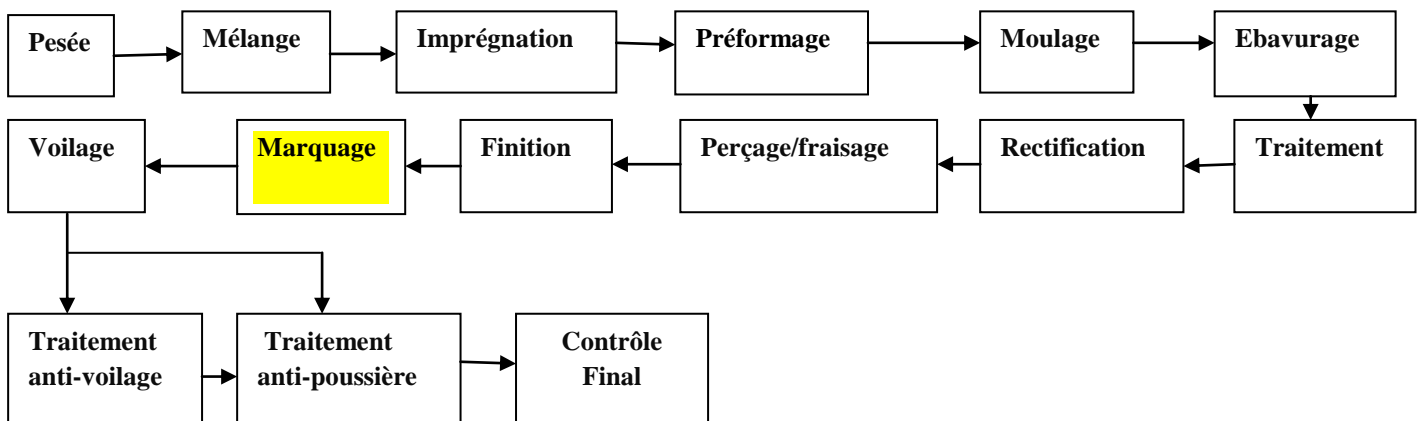 Pesée
Mélange
Imprégnation
Préformage
Moulage
Ebavurage
Voilage
Marquage
Finition
Perçage/fraisage
Rectification
Traitement
Traitement
anti-voilage
Traitement
anti-poussière
Contrôle
Final